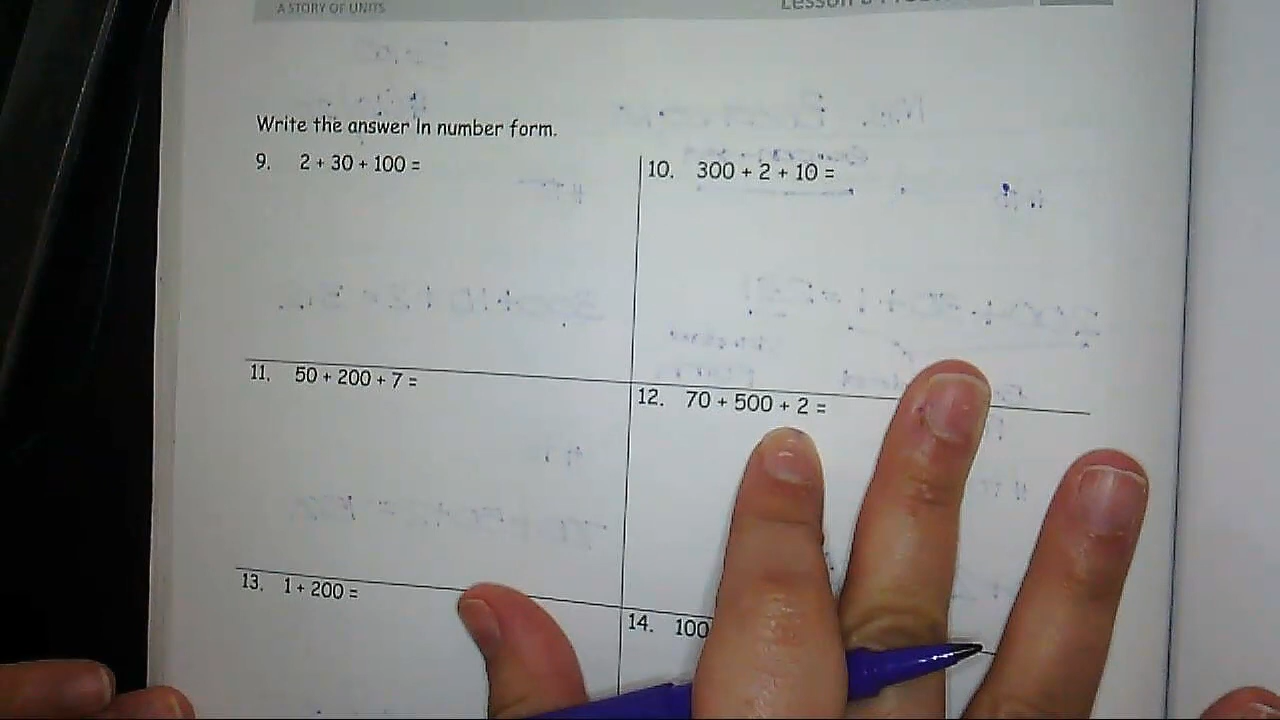 A STORY OF UNITS
Lesson
Write the answer in number form.
9. 2 + 30 + 100 =
10. 300 + 2 + 10 =
11. 50 + 200 + 7 =
12. 70 + 500 + 2 =
13. 1 + 200 =
14. 100